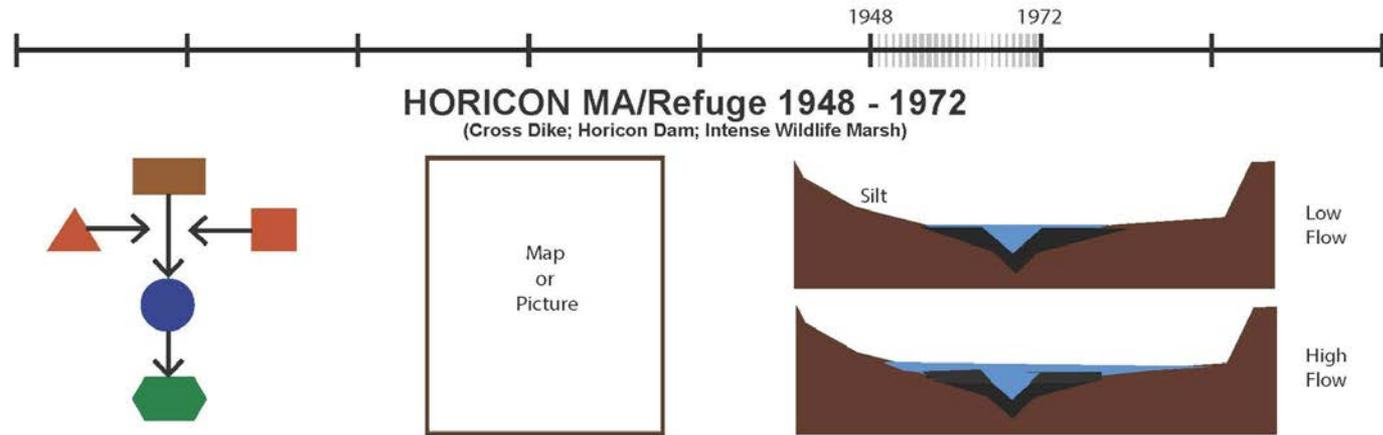 1948 1972
HORICON MA/Refuge 1948 - 1972
(Cross Dike; Horicon Dam; Intense Wildlife Marsh)
Map
or
Picture
Silt
Low
Flow
High
Flow